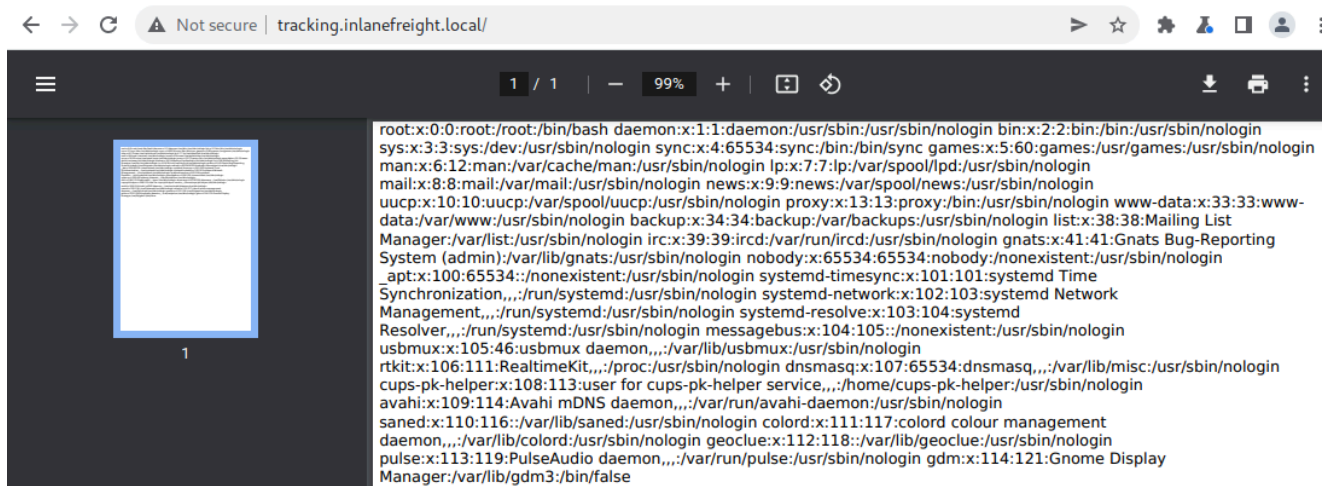 Not secure
tracking.inlanefreight.local/
1 / 1
99%
root:x:0:0:root:/root:/bin/bash daemon:x:1:1:daemon:/usr/sbin:/usr/sbin/nologin bin:x:2:2:bin:/bin:/usr/sbin/nologin
sys:x:3:3:sys:/dev:/usr/sbin/nologin sync:x:4:65534:sync:/bin:/bin/sync games:x:5:60:games:/usr/games:/usr/sbin/nologin
man:x:6:12:man:/var/cache/man:/usr/sbin/nologin lp:x:7:7:lp:/var/spool/lpd:/usr/sbin/nologin
mail:x:8:8:mail:/var/mail:/usr/sbin/nologin news:x:9:9:news:/var/spool/news:/usr/sbin/nologin
uucp:x:10:10:uucp:/var/spool/uucp:/usr/sbin/nologin proxy:x:13:13:proxy:/bin:/usr/sbin/nologin www-data:x:33:33:www-
data:/var/www:/usr/sbin/nologin backup:x:34:34:backup:/var/backups:/usr/sbin/nologin list:x:38:38:Mailing List
Manager:/var/list:/usr/sbin/nologin irc:x:39:39:ircd:/var/run/ircd:/usr/sbin/nologin gnats:x:41:41:Gnats Bug-Reporting
System (admin):/var/lib/gnats:/usr/sbin/nologin nobody:x:65534:65534:nobody:/nonexistent:/usr/sbin/nologin
_apt:x:100:65534::/nonexistent:/usr/sbin/nologin systemd-timesync:x:101:101:systemd Time
Synchronization,,,:/run/systemd:/usr/sbin/nologin systemd-network:x:102:103:systemd Network
Management,,,:/run/systemd:/usr/sbin/nologin systemd-resolve:x:103:104:systemd
Resolver,,,:/run/systemd:/usr/sbin/nologin messagebus:x:104:105::/nonexistent:/usr/sbin/nologin
usbmux:x:105:46:usbmux daemon,,,:/var/lib/usbmux:/usr/sbin/nologin
rtkit:x:106:111:RealtimeKit,,,:/proc:/usr/sbin/nologin dnsmasq:x:107:65534:dnsmasq,,,:/var/lib/misc:/usr/sbin/nologin
cups-pk-helper:x:108:113:user for cups-pk-helper service,,,:/home/cups-pk-helper:/usr/sbin/nologin
avahi:x:109:114:Avahi mDNS daemon,,,:/var/run/avahi-daemon:/usr/sbin/nologin
saned:x:110:116::/var/lib/saned:/usr/sbin/nologin colord:x:111:117:colord colour management
daemon,,,:/var/lib/colord:/usr/sbin/nologin geoclue:x:112:118::/var/lib/geoclue:/usr/sbin/nologin
pulse:x:113:119:PulseAudio daemon,,,:/var/run/pulse:/usr/sbin/nologin gdm:x:114:121:Gnome Display
Manager:/var/lib/gdm3:/bin/false
1